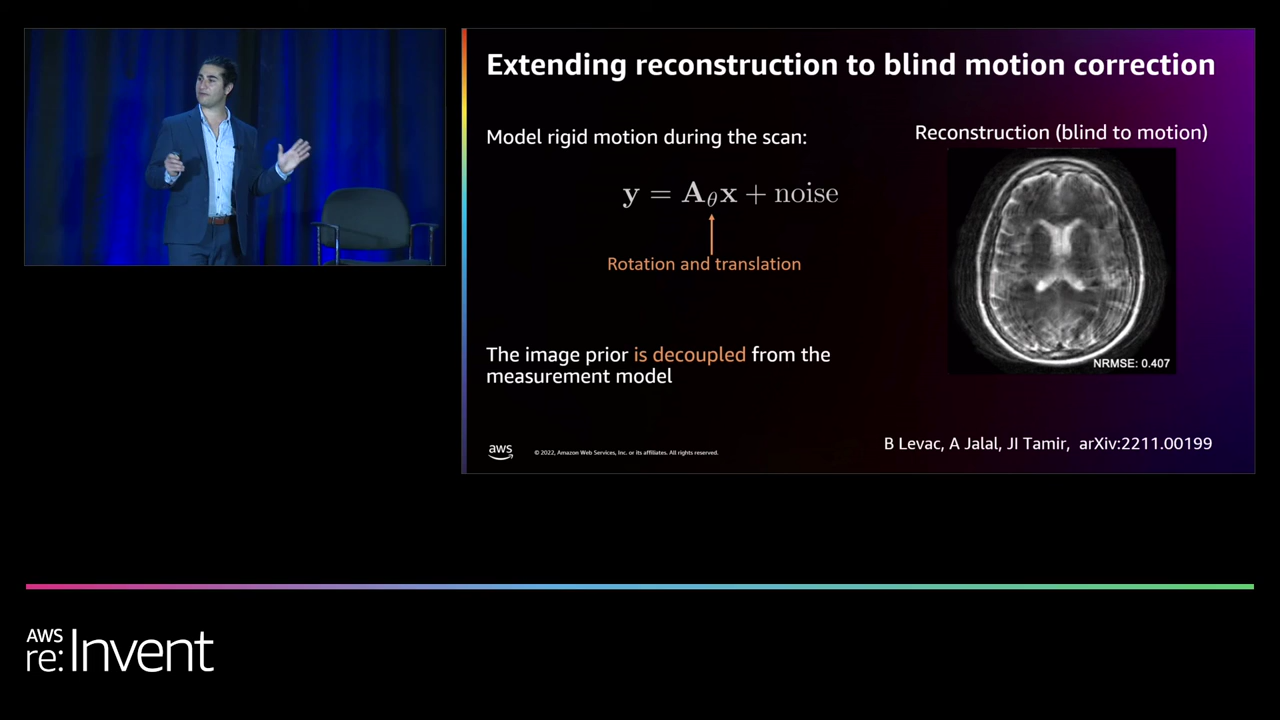 Extending reconstruction to blind motion correction
Model rigid motion during the scan:
y = A_θ x + noise
Rotation and translation
The image prior is decoupled from the
measurement model
Reconstruction (blind to motion)
NRMSE: 0.407
B Levac, A Jalal, JI Tamir, arXiv:2211.00199
aws
© 2022, Amazon Web Services, Inc. or its affiliates. All rights reserved.
AWS
re:Invent